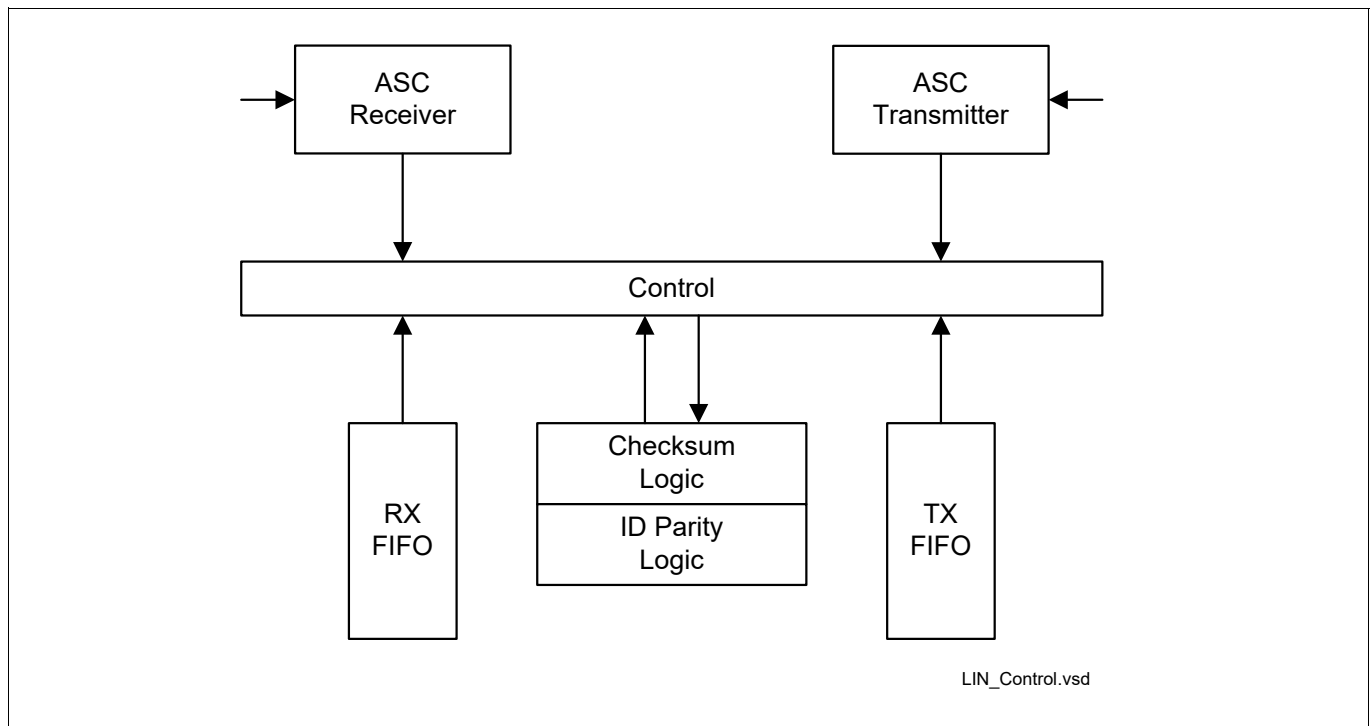 ASC
Receiver
ASC
Transmitter
Control
RX
FIFO
Checksum
Logic
ID Parity
Logic
TX
FIFO
LIN_Control.vsd